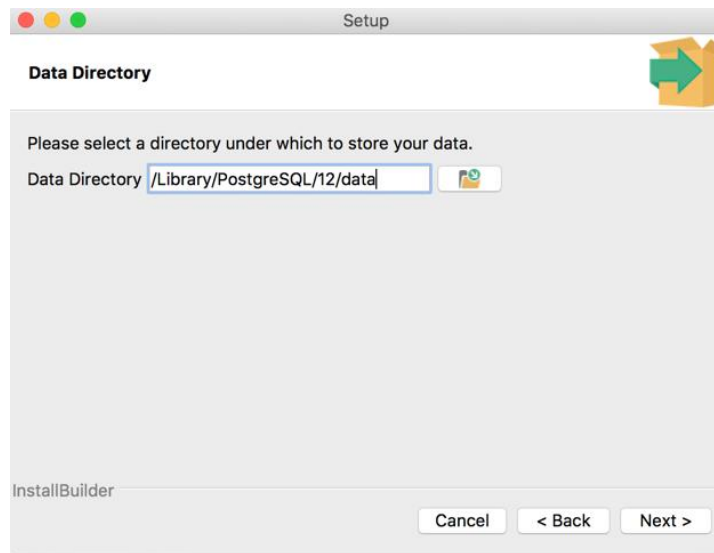 Setup
Data Directory
Please select a directory under which to store your data.
Data Directory /Library/PostgreSQL/12/data
InstallBuilder
Cancel < Back Next >